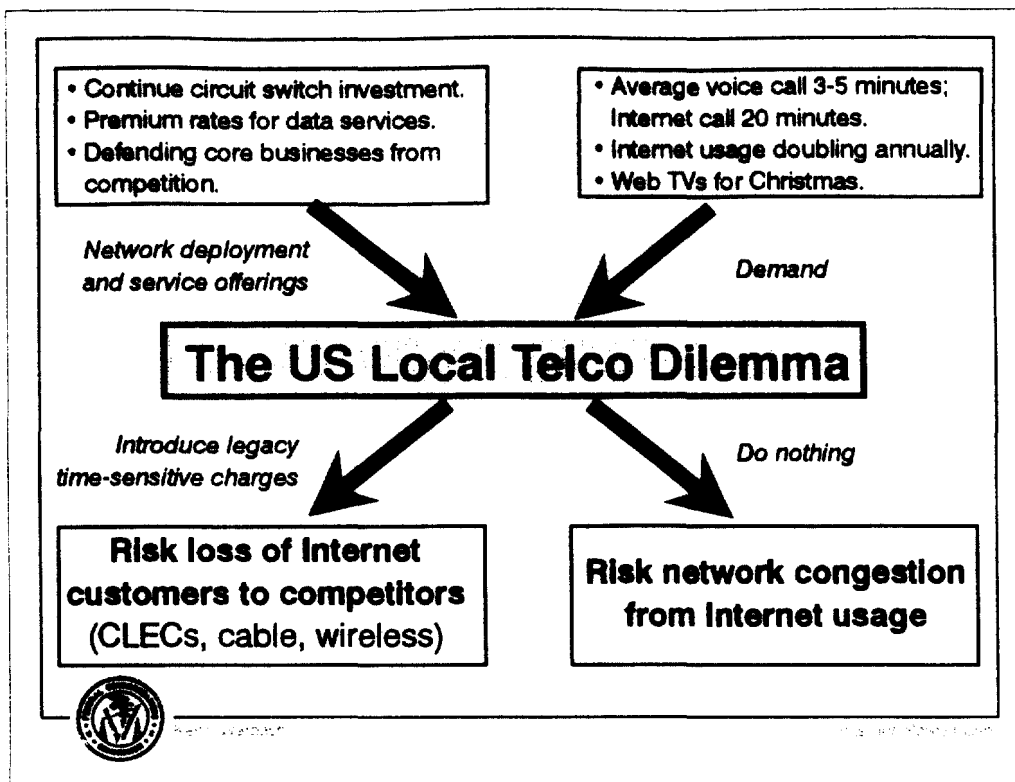 • Continue circuit switch investment.
• Premium rates for data services.
• Defending core businesses from
competition.
• Average voice call 3-5 minutes;
Internet call 20 minutes.
• Internet usage doubling annually.
• Web TVs for Christmas.
Network deployment
and service offerings
Demand
The US Local Telco Dilemma
Introduce legacy
time-sensitive charges
Do nothing
Risk loss of Internet
customers to competitors
(CLECs, cable, wireless)
Risk network congestion
from Internet usage